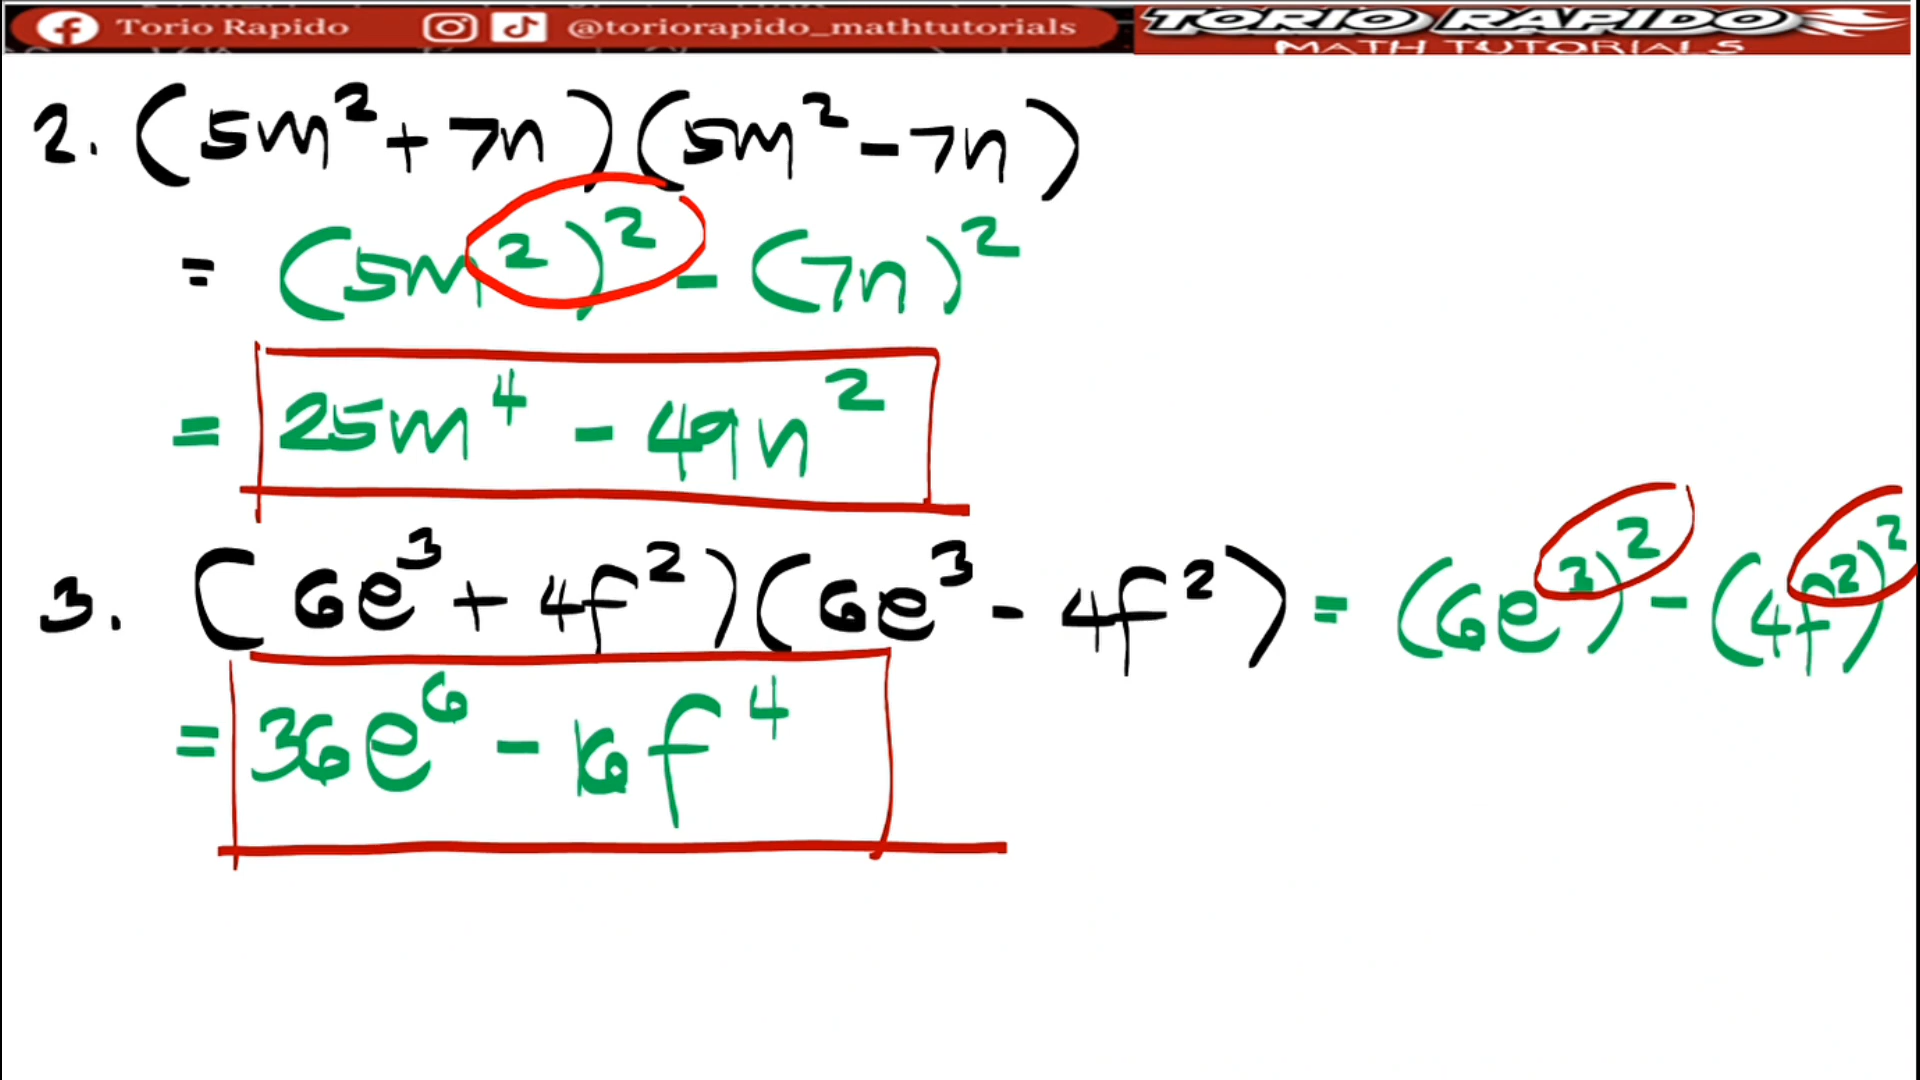 Torio Rapido @toriorapido_mathtutorials TORIO RAPIDO
MATH TUTORIALS
2. (5m² + 7n)(5m² - 7n)
= (5m²)² - (7n)²
= 25m⁴ - 49n²
3. (6e³ + 4f²)(6e³ - 4f²) = (6e³)² - (4f²)²
= 36e⁶ - 16f⁴